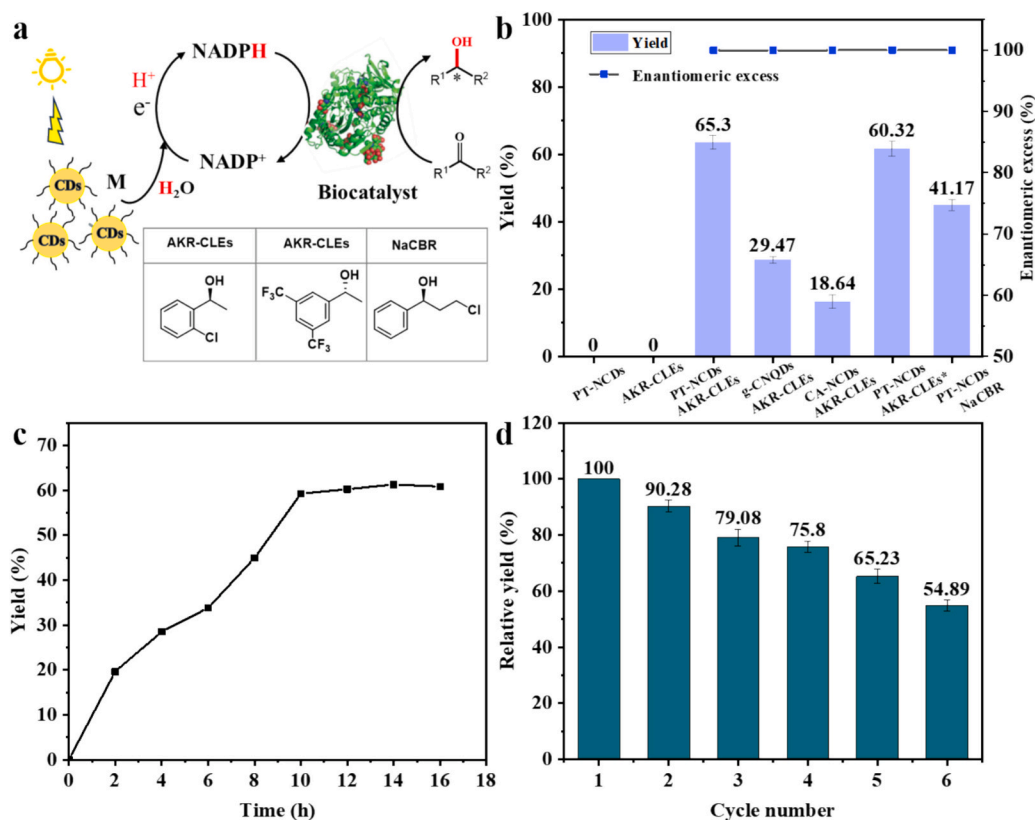 a
NADPH
H⁺
e⁻
NADP⁺
M
H₂O
CDs
CDs
CDs
Biocatalyst
OH
R¹ * R²
O
R¹ R²
AKR-CLEs AKR-CLEs NaCBR
OH
Cl
OH
F₃C
CF₃
OH
Cl
b
Yield
Enantiomeric excess
Yield (%)
100
80
60
40
20
0
0
0
65.3
29.47
18.64
60.32
41.17
PT-NCDs
AKR-CLEs
PT-NCDs
AKR-CLEs
g-CNQDs
AKR-CLEs
CA-NCDs
AKR-CLEs
PT-NCDs
AKR-CLEs*
PT-NCDs
NaCBR
100
95
90
85
80
75
70
65
60
55
50
Enantiomeric excess (%)
c
Yield (%)
70
60
50
40
30
20
10
0
0 2 4 6 8 10 12 14 16 18
Time (h)
d
Relative yield (%)
120
100
80
60
40
20
0
100
90.28
79.08
75.8
65.23
54.89
1 2 3 4 5 6
Cycle number